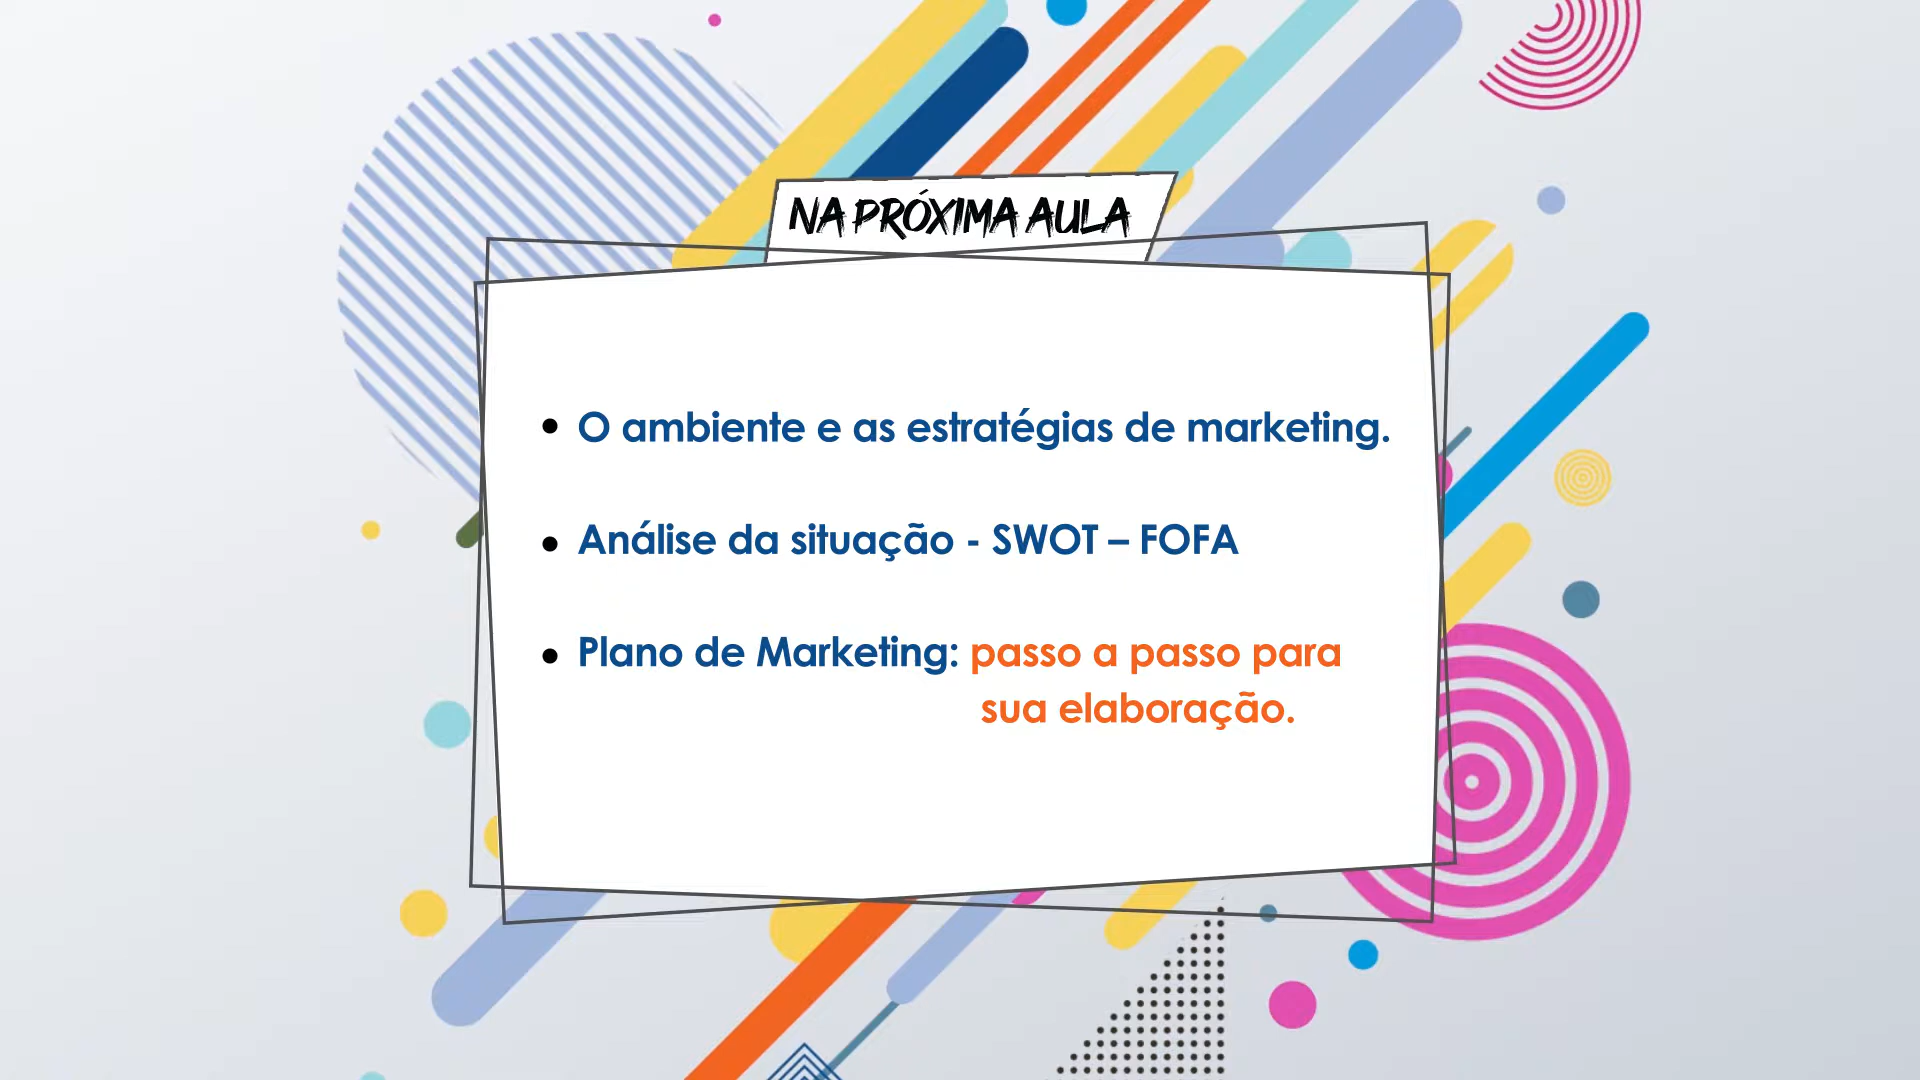 NA PRÓXIMA AULA
• O ambiente e as estratégias de marketing.
• Análise da situação - SWOT – FOFA
• Plano de Marketing: passo a passo para
sua elaboração.